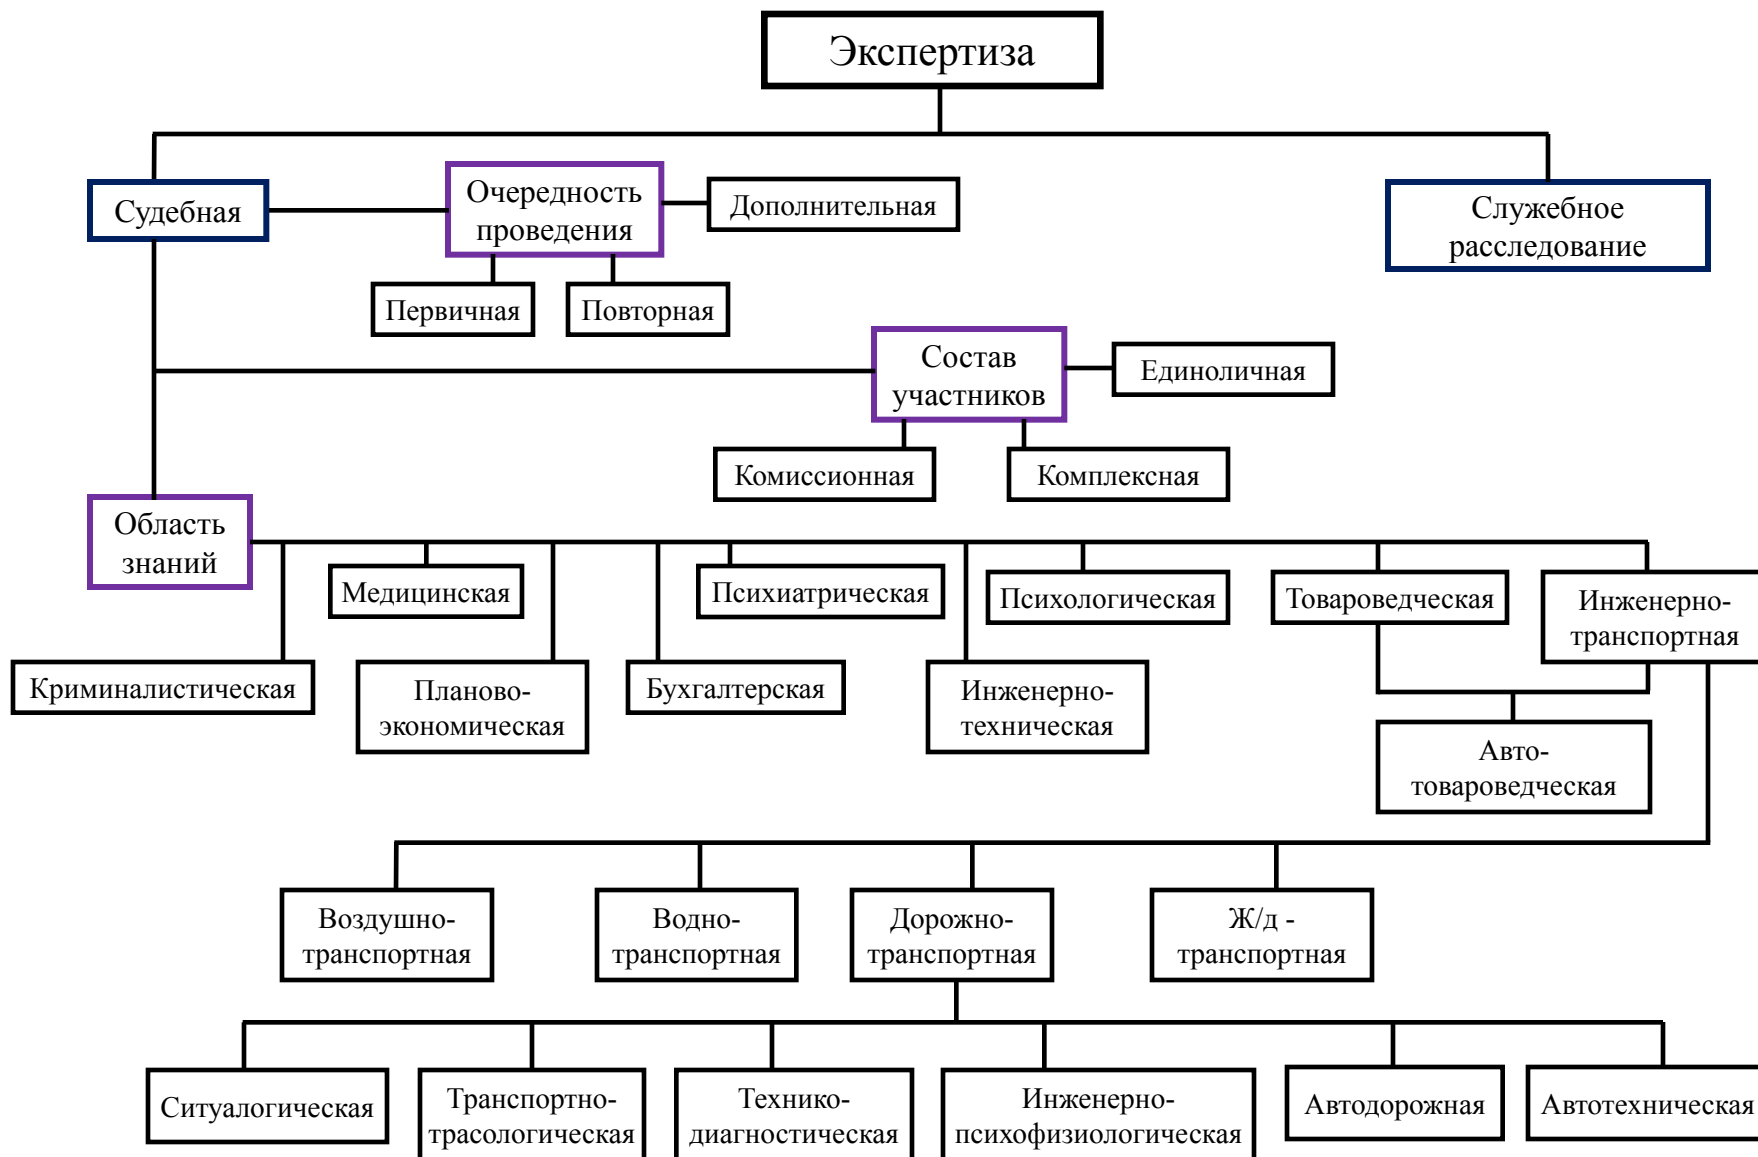 Экспертиза
Судебная
Очередность
проведения
Дополнительная
Служебное
расследование
Первичная
Повторная
Состав
участников
Единоличная
Комиссионная
Комплексная
Область
знаний
Медицинская
Психиатрическая
Психологическая
Товароведческая
Инженерно-
транспортная
Криминалистическая
Планово-
экономическая
Бухгалтерская
Инженерно-
техническая
Авто-
товароведческая
Воздушно-
транспортная
Водно-
транспортная
Дорожно-
транспортная
Ж/д -
транспортная
Ситуалогическая
Транспортно-
трасологическая
Технико-
диагностическая
Инженерно-
психофизиологическая
Автодорожная
Автотехническая